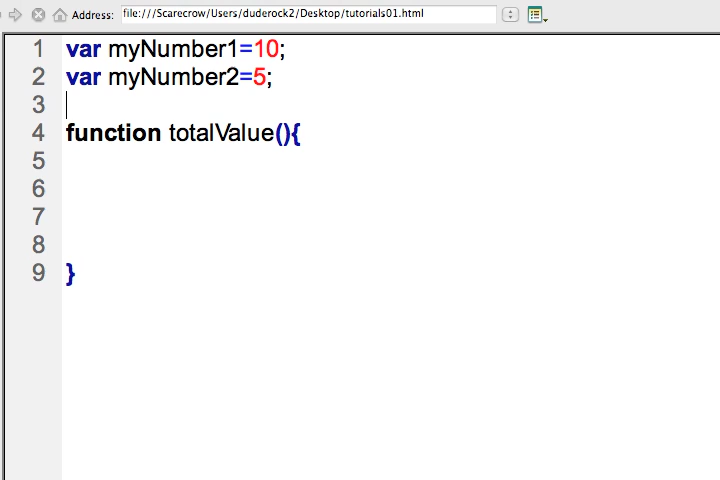 Address: file:///Scarecrow/Users/duderock2/Desktop/tutorials01.html
1 var myNumber1=10;
2 var myNumber2=5;
3
4 function totalValue(){
5
6
7
8
9 }